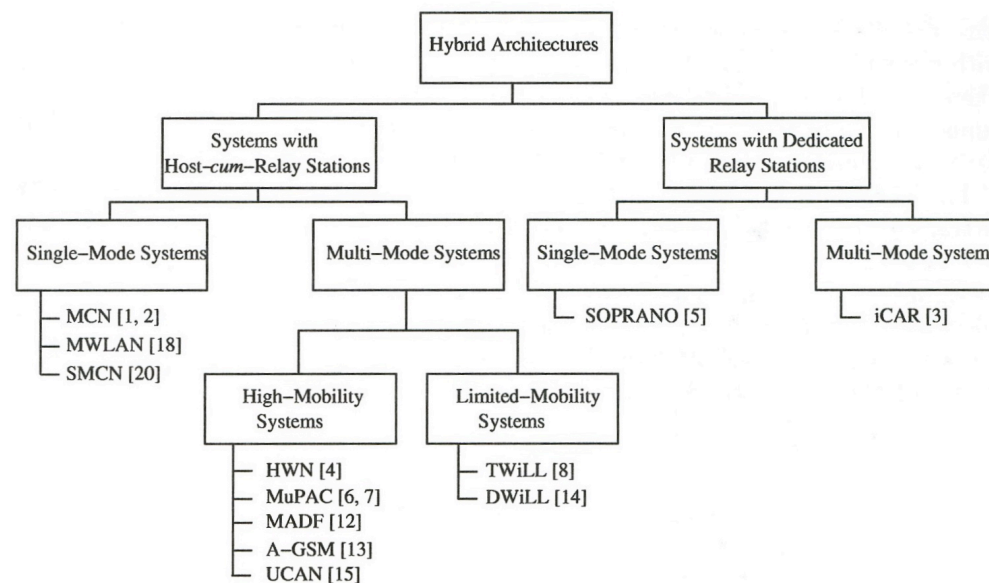 Hybrid Architectures
Systems with
Host–cum–Relay Stations
Systems with Dedicated
Relay Stations
Single–Mode Systems
Multi–Mode Systems
Single–Mode Systems
Multi–Mode System
MCN [1, 2]
MWLAN [18]
SMCN [20]
SOPRANO [5]
iCAR [3]
High–Mobility
Systems
Limited–Mobility
Systems
HWN [4]
MuPAC [6, 7]
MADF [12]
A–GSM [13]
UCAN [15]
TWiLL [8]
DWiLL [14]